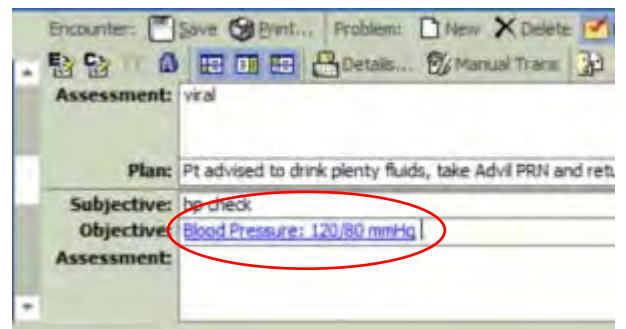 Encounter: Save Print... Problem: New Delete
Details... Manual Trans
Assessment: viral
Plan: Pt advised to drink plenty fluids, take Advil PRN and retu
Subjective: bp check
Objective Blood Pressure: 120/80 mmHg
Assessment: